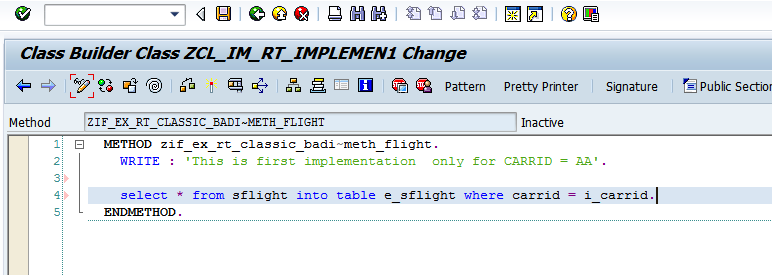 Class Builder Class ZCL_IM_RT_IMPLEMEN1 Change
Pattern Pretty Printer Signature Public Section
Method ZIF_EX_RT_CLASSIC_BADI~METH_FLIGHT Inactive
1 METHOD zif_ex_rt_classic_badi~meth_flight.
2 WRITE : 'This is first implementation  only for CARRID = AA'.
3
4 select * from sflight into table e_sflight where carrid = i_carrid.
5 ENDMETHOD.